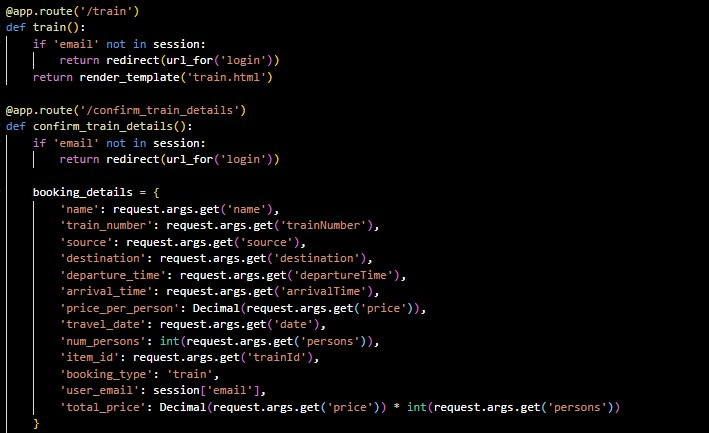 @app.route('/train')
def train():
    if 'email' not in session:
        return redirect(url_for('login'))
    return render_template('train.html')
@app.route('/confirm_train_details')
def confirm_train_details():
    if 'email' not in session:
        return redirect(url_for('login'))
    booking_details = {
        'name': request.args.get('name'),
        'train_number': request.args.get('trainNumber'),
        'source': request.args.get('source'),
        'destination': request.args.get('destination'),
        'departure_time': request.args.get('departureTime'),
        'arrival_time': request.args.get('arrivalTime'),
        'price_per_person': Decimal(request.args.get('price')),
        'travel_date': request.args.get('date'),
        'num_persons': int(request.args.get('persons')),
        'item_id': request.args.get('trainId'),
        'booking_type': 'train',
        'user_email': session['email'],
        'total_price': Decimal(request.args.get('price')) * int(request.args.get('persons'))
    }